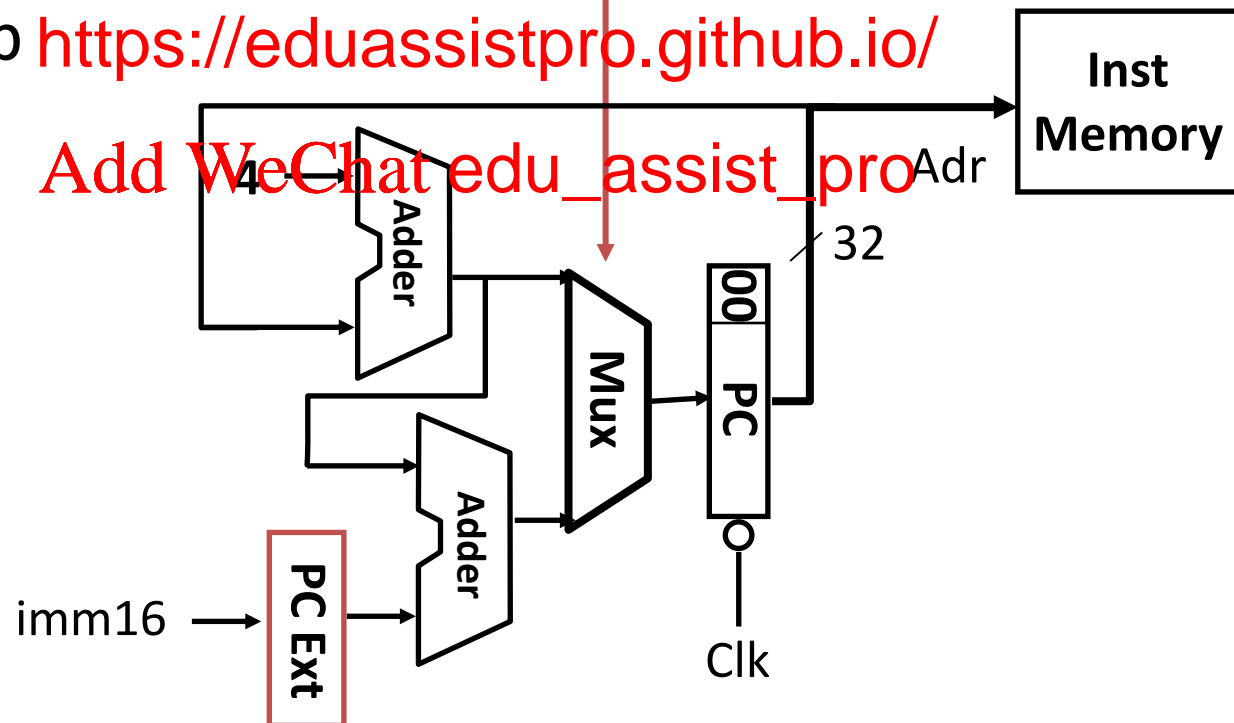 p https://eduassistpro.github.io/
Inst
Memory
Add WeChat edu_assist_pro
4
Adr
Adder
32
00
PC
Mux
Adder
imm16
PC Ext
Clk